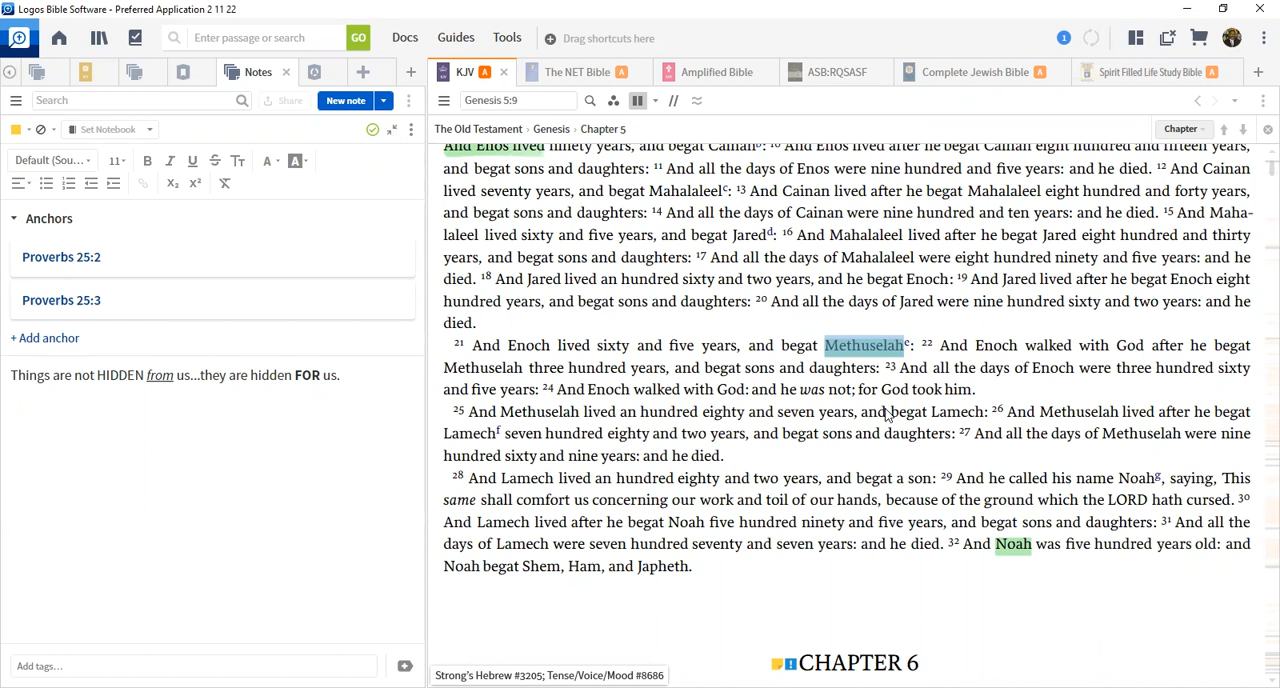 Logos Bible Software - Preferred Application 2 11 22
Enter passage or search GO Docs Guides Tools Drag shortcuts here 1
Notes KJV A The NET Bible A Amplified Bible ASB:RQSASF Complete Jewish Bible A Spirit Filled Life Study Bible A
Search Share New note Genesis 5:9
Set Notebook The Old Testament › Genesis › Chapter 5 Chapter
Default (Sou... 11 B I U S Tt A A
X₂ X²
Anchors
Proverbs 25:2
Proverbs 25:3
+ Add anchor
Things are not HIDDEN from us...they are hidden FOR us.
Add tags...
And Enos lived ninety years, and begat Cainanᵇ: ¹⁰ And Enos lived after he begat Cainan eight hundred and fifteen years,
and begat sons and daughters: ¹¹ And all the days of Enos were nine hundred and five years: and he died. ¹² And Cainan
lived seventy years, and begat Mahalaleelᶜ: ¹³ And Cainan lived after he begat Mahalaleel eight hundred and forty years,
and begat sons and daughters: ¹⁴ And all the days of Cainan were nine hundred and ten years: and he died. ¹⁵ And Maha-
laleel lived sixty and five years, and begat Jaredᵈ: ¹⁶ And Mahalaleel lived after he begat Jared eight hundred and thirty
years, and begat sons and daughters: ¹⁷ And all the days of Mahalaleel were eight hundred ninety and five years: and he
died. ¹⁸ And Jared lived an hundred sixty and two years, and he begat Enoch: ¹⁹ And Jared lived after he begat Enoch eight
hundred years, and begat sons and daughters: ²⁰ And all the days of Jared were nine hundred sixty and two years: and he
died.
²¹ And Enoch lived sixty and five years, and begat Methuselahᵉ: ²² And Enoch walked with God after he begat
Methuselah three hundred years, and begat sons and daughters: ²³ And all the days of Enoch were three hundred sixty
and five years: ²⁴ And Enoch walked with God: and he was not; for God took him.
²⁵ And Methuselah lived an hundred eighty and seven years, and begat Lamech: ²⁶ And Methuselah lived after he begat
Lamechᶠ seven hundred eighty and two years, and begat sons and daughters: ²⁷ And all the days of Methuselah were nine
hundred sixty and nine years: and he died.
²⁸ And Lamech lived an hundred eighty and two years, and begat a son: ²⁹ And he called his name Noahᵍ, saying, This
same shall comfort us concerning our work and toil of our hands, because of the ground which the LORD hath cursed. ³⁰
And Lamech lived after he begat Noah five hundred ninety and five years, and begat sons and daughters: ³¹ And all the
days of Lamech were seven hundred seventy and seven years: and he died. ³² And Noah was five hundred years old: and
Noah begat Shem, Ham, and Japheth.
CHAPTER 6
Strong's Hebrew #3205; Tense/Voice/Mood #8686